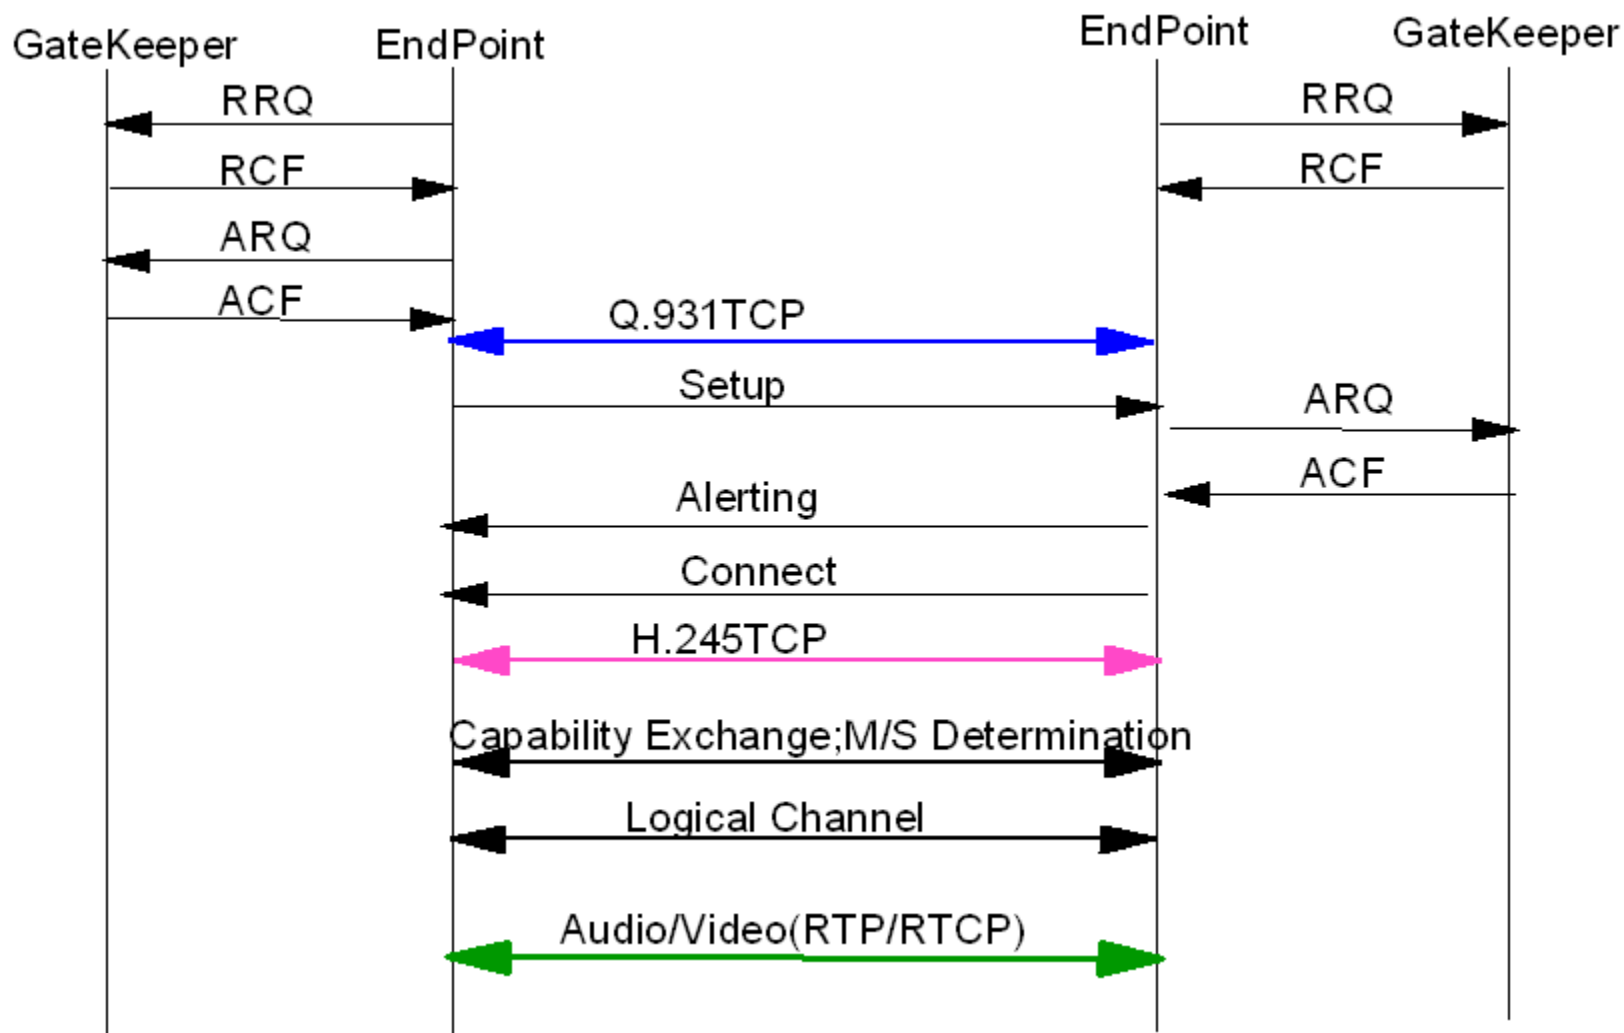 GateKeeper
EndPoint
EndPoint
GateKeeper
RRQ
RRQ
RCF
RCF
ARQ
ACF
Q.931TCP
Setup
ARQ
ACF
Alerting
Connect
H.245TCP
Capability Exchange;M/S Determination
Logical Channel
Audio/Video(RTP/RTCP)